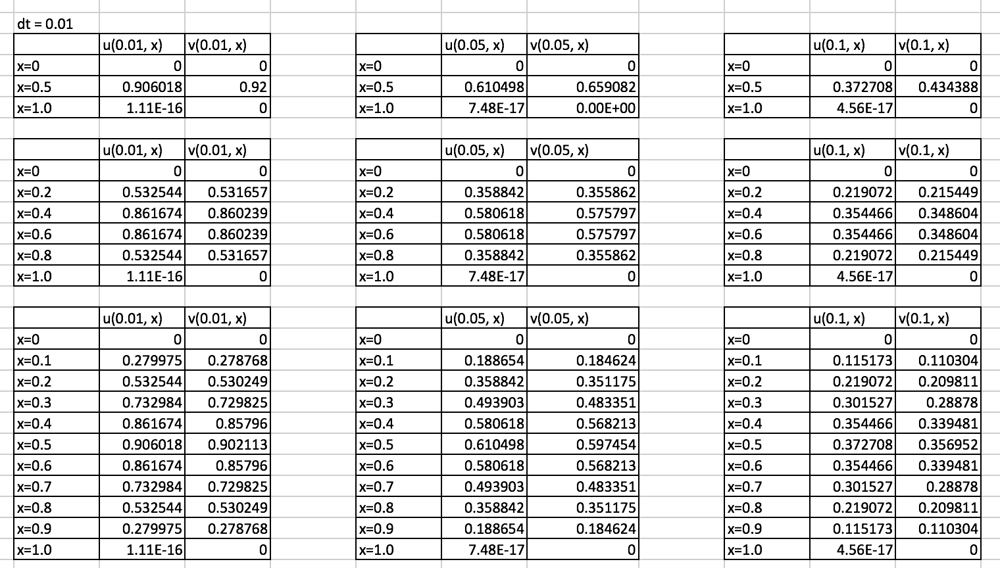 dt = 0.01
u(0.01, x) v(0.01, x) u(0.05, x) v(0.05, x) u(0.1, x) v(0.1, x)
x=0 0 0 x=0 0 0 x=0 0 0
x=0.5 0.906018 0.92 x=0.5 0.610498 0.659082 x=0.5 0.372708 0.434388
x=1.0 1.11E-16 0 x=1.0 7.48E-17 0.00E+00 x=1.0 4.56E-17 0
u(0.01, x) v(0.01, x) u(0.05, x) v(0.05, x) u(0.1, x) v(0.1, x)
x=0 0 0 x=0 0 0 x=0 0 0
x=0.2 0.532544 0.531657 x=0.2 0.358842 0.355862 x=0.2 0.219072 0.215449
x=0.4 0.861674 0.860239 x=0.4 0.580618 0.575797 x=0.4 0.354466 0.348604
x=0.6 0.861674 0.860239 x=0.6 0.580618 0.575797 x=0.6 0.354466 0.348604
x=0.8 0.532544 0.531657 x=0.8 0.358842 0.355862 x=0.8 0.219072 0.215449
x=1.0 1.11E-16 0 x=1.0 7.48E-17 0 x=1.0 4.56E-17 0
u(0.01, x) v(0.01, x) u(0.05, x) v(0.05, x) u(0.1, x) v(0.1, x)
x=0 0 0 x=0 0 0 x=0 0 0
x=0.1 0.279975 0.278768 x=0.1 0.188654 0.184624 x=0.1 0.115173 0.110304
x=0.2 0.532544 0.530249 x=0.2 0.358842 0.351175 x=0.2 0.219072 0.209811
x=0.3 0.732984 0.729825 x=0.3 0.493903 0.483351 x=0.3 0.301527 0.28878
x=0.4 0.861674 0.85796 x=0.4 0.580618 0.568213 x=0.4 0.354466 0.339481
x=0.5 0.906018 0.902113 x=0.5 0.610498 0.597454 x=0.5 0.372708 0.356952
x=0.6 0.861674 0.85796 x=0.6 0.580618 0.568213 x=0.6 0.354466 0.339481
x=0.7 0.732984 0.729825 x=0.7 0.493903 0.483351 x=0.7 0.301527 0.28878
x=0.8 0.532544 0.530249 x=0.8 0.358842 0.351175 x=0.8 0.219072 0.209811
x=0.9 0.279975 0.278768 x=0.9 0.188654 0.184624 x=0.9 0.115173 0.110304
x=1.0 1.11E-16 0 x=1.0 7.48E-17 0 x=1.0 4.56E-17 0